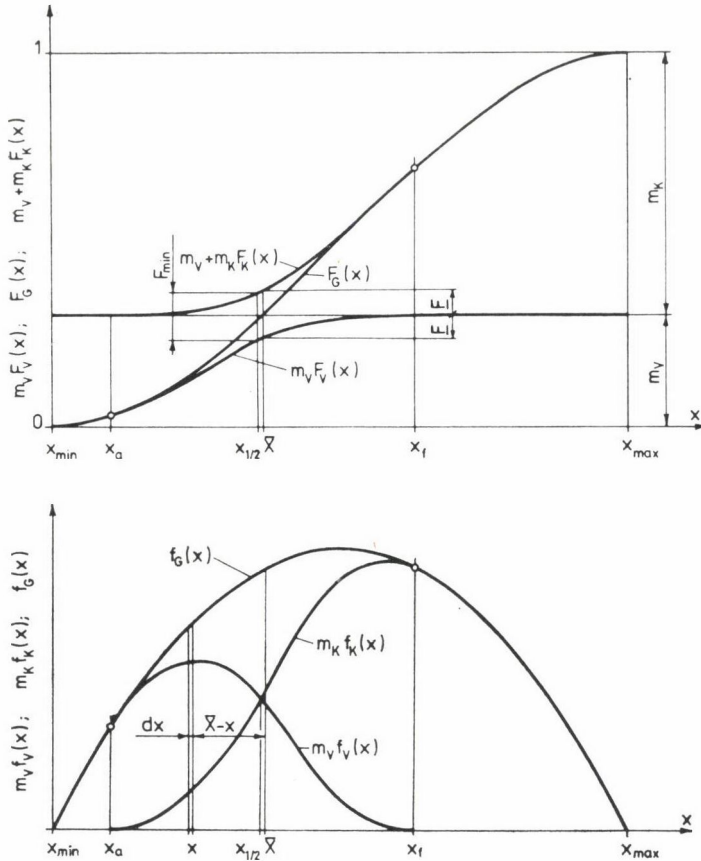 1
0
m_V F_V(x); F_G(x); m_V+m_K F_K(x)
F_min
m_V+m_K F_K(x)
F_G(x)
m_V F_V(x)
m_K
m_V
x
x_min x_a x_1/2 x̄ x_f x_max
m_V f_V(x); m_K f_K(x); f_G(x)
f_G(x)
m_K f_K(x)
dx x̄-x
m_V f_V(x)
x
x_min x_a x x_1/2 x̄ x_f x_max